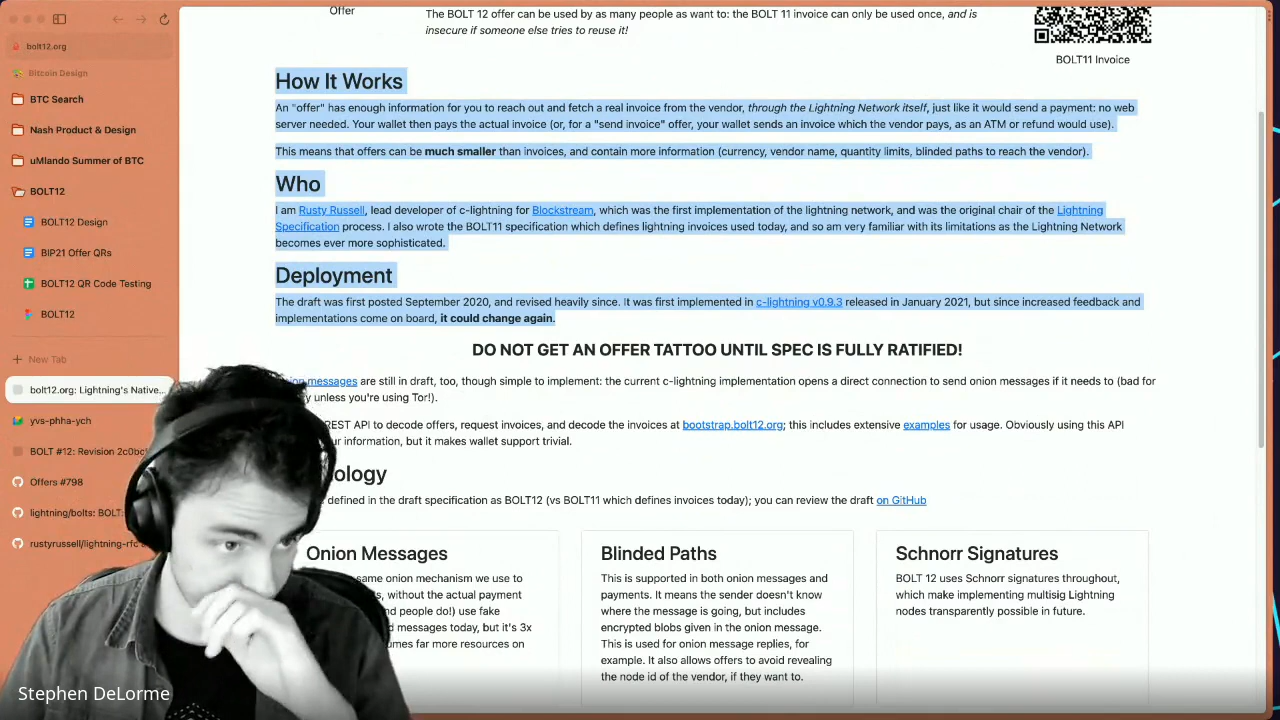 bolt12.org
Bitcoin Design
BTC Search
Nash Product & Design
uMlando Summer of BTC
BOLT12
BOLT12 Design
BIP21 Offer QRs
BOLT12 QR Code Testing
BOLT12
New Tab
bolt12.org: Lightning's Native...
yvs-phha-ych
BOLT #12: Revision 2c0bc
Offers #798
lightning/bolts: BOLT
rustyrussell/lightning-rfc
Offer
The BOLT 12 offer can be used by as many people as want to: the BOLT 11 invoice can only be used once, and is
insecure if someone else tries to reuse it!
BOLT11 Invoice
How It Works
An "offer" has enough information for you to reach out and fetch a real invoice from the vendor, through the Lightning Network itself, just like it would send a payment: no web
server needed. Your wallet then pays the actual invoice (or, for a "send invoice" offer, your wallet sends an invoice which the vendor pays, as an ATM or refund would use).
This means that offers can be much smaller than invoices, and contain more information (currency, vendor name, quantity limits, blinded paths to reach the vendor).
Who
I am Rusty Russell, lead developer of c-lightning for Blockstream, which was the first implementation of the lightning network, and was the original chair of the Lightning
Specification process. I also wrote the BOLT11 specification which defines lightning invoices used today, and so am very familiar with its limitations as the Lightning Network
becomes ever more sophisticated.
Deployment
The draft was first posted September 2020, and revised heavily since. It was first implemented in c-lightning v0.9.3 released in January 2021, but since increased feedback and
implementations come on board, it could change again.
DO NOT GET AN OFFER TATTOO UNTIL SPEC IS FULLY RATIFIED!
messages are still in draft, too, though simple to implement: the current c-lightning implementation opens a direct connection to send onion messages if it needs to (bad for
unless you're using Tor!).
REST API to decode offers, request invoices, and decode the invoices at bootstrap.bolt12.org; this includes extensive examples for usage. Obviously using this API
ur information, but it makes wallet support trivial.
ology
defined in the draft specification as BOLT12 (vs BOLT11 which defines invoices today); you can review the draft on GitHub
Onion Messages
same onion mechanism we use to
s, without the actual payment
nd people do!) use fake
d messages today, but it's 3x
umes far more resources on
Blinded Paths
This is supported in both onion messages and
payments. It means the sender doesn't know
where the message is going, but includes
encrypted blobs given in the onion message.
This is used for onion message replies, for
example. It also allows offers to avoid revealing
the node id of the vendor, if they want to.
Schnorr Signatures
BOLT 12 uses Schnorr signatures throughout,
which make implementing multisig Lightning
nodes transparently possible in future.
Stephen DeLorme